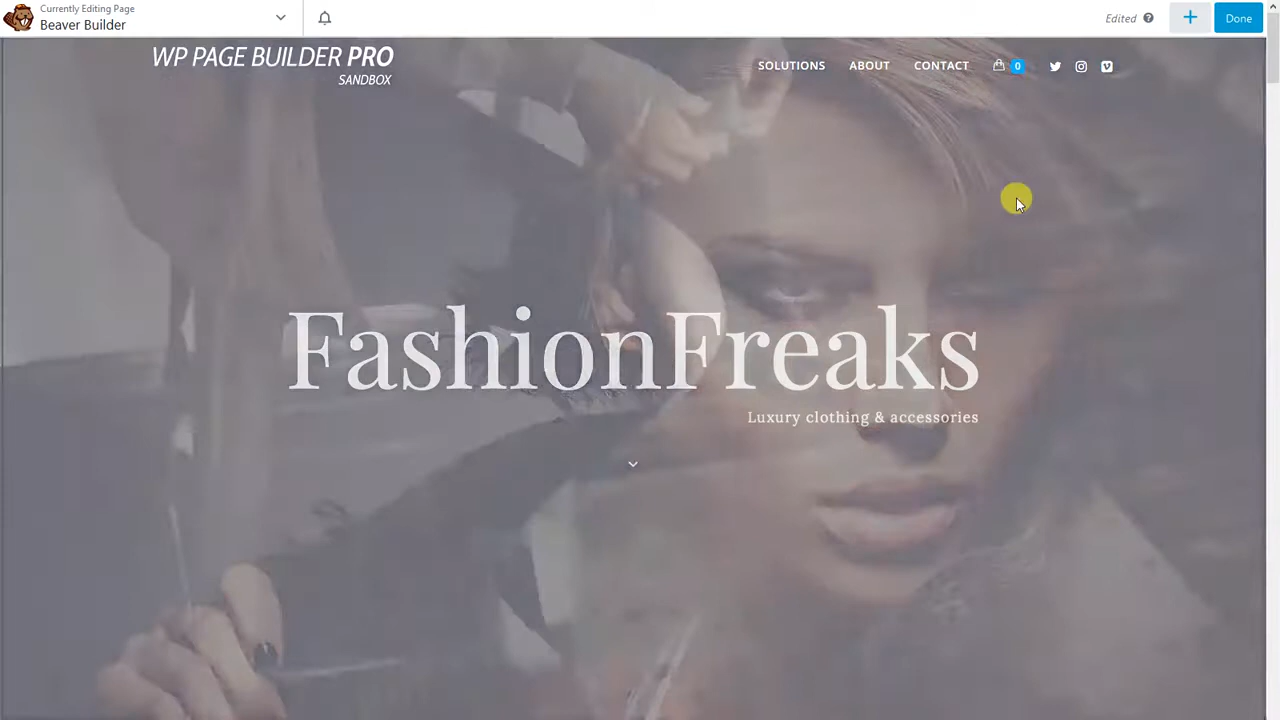 Currently Editing Page
Beaver Builder
Edited
Done
WP PAGE BUILDER PRO
SANDBOX
SOLUTIONS ABOUT CONTACT 0
FashionFreaks
Luxury clothing & accessories